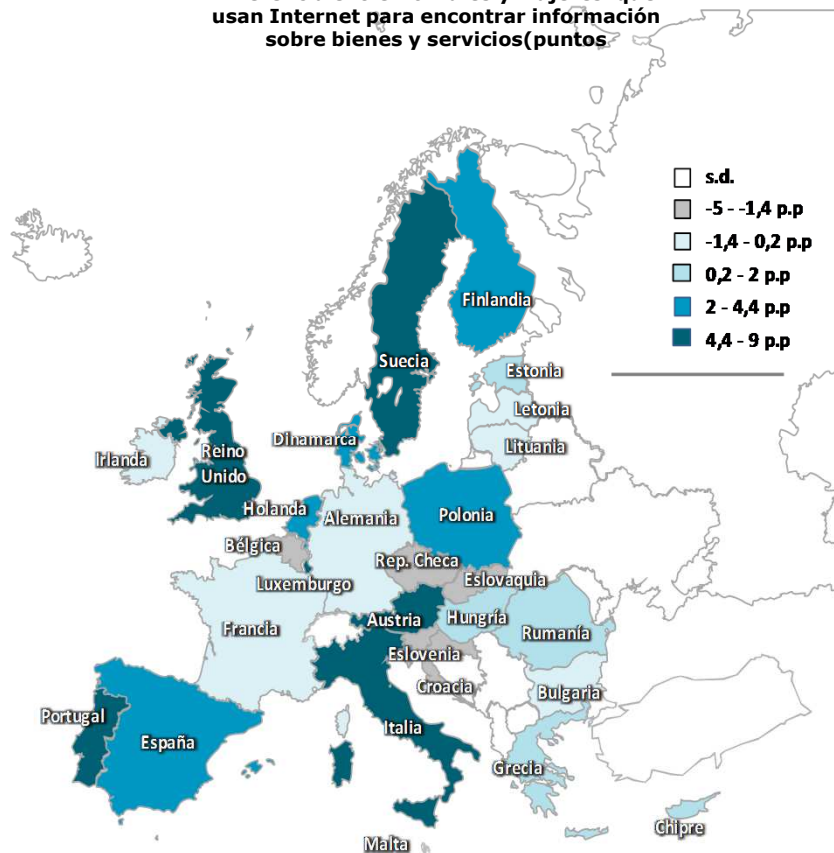 usan Internet para encontrar información
sobre bienes y servicios(puntos
s.d.
-5 - -1,4 p.p
-1,4 - 0,2 p.p
0,2 - 2 p.p
2 - 4,4 p.p
4,4 - 9 p.p
Finlandia
Suecia
Estonia
Letonia
Lituania
Dinamarca
Irlanda
Reino
Unido
Holanda
Alemania
Polonia
Bélgica
Rep. Checa
Luxemburgo
Eslovaquia
Austria
Hungría
Francia
Rumanía
Eslovenia
Croacia
Bulgaria
Portugal
España
Italia
Grecia
Chipre
Malta